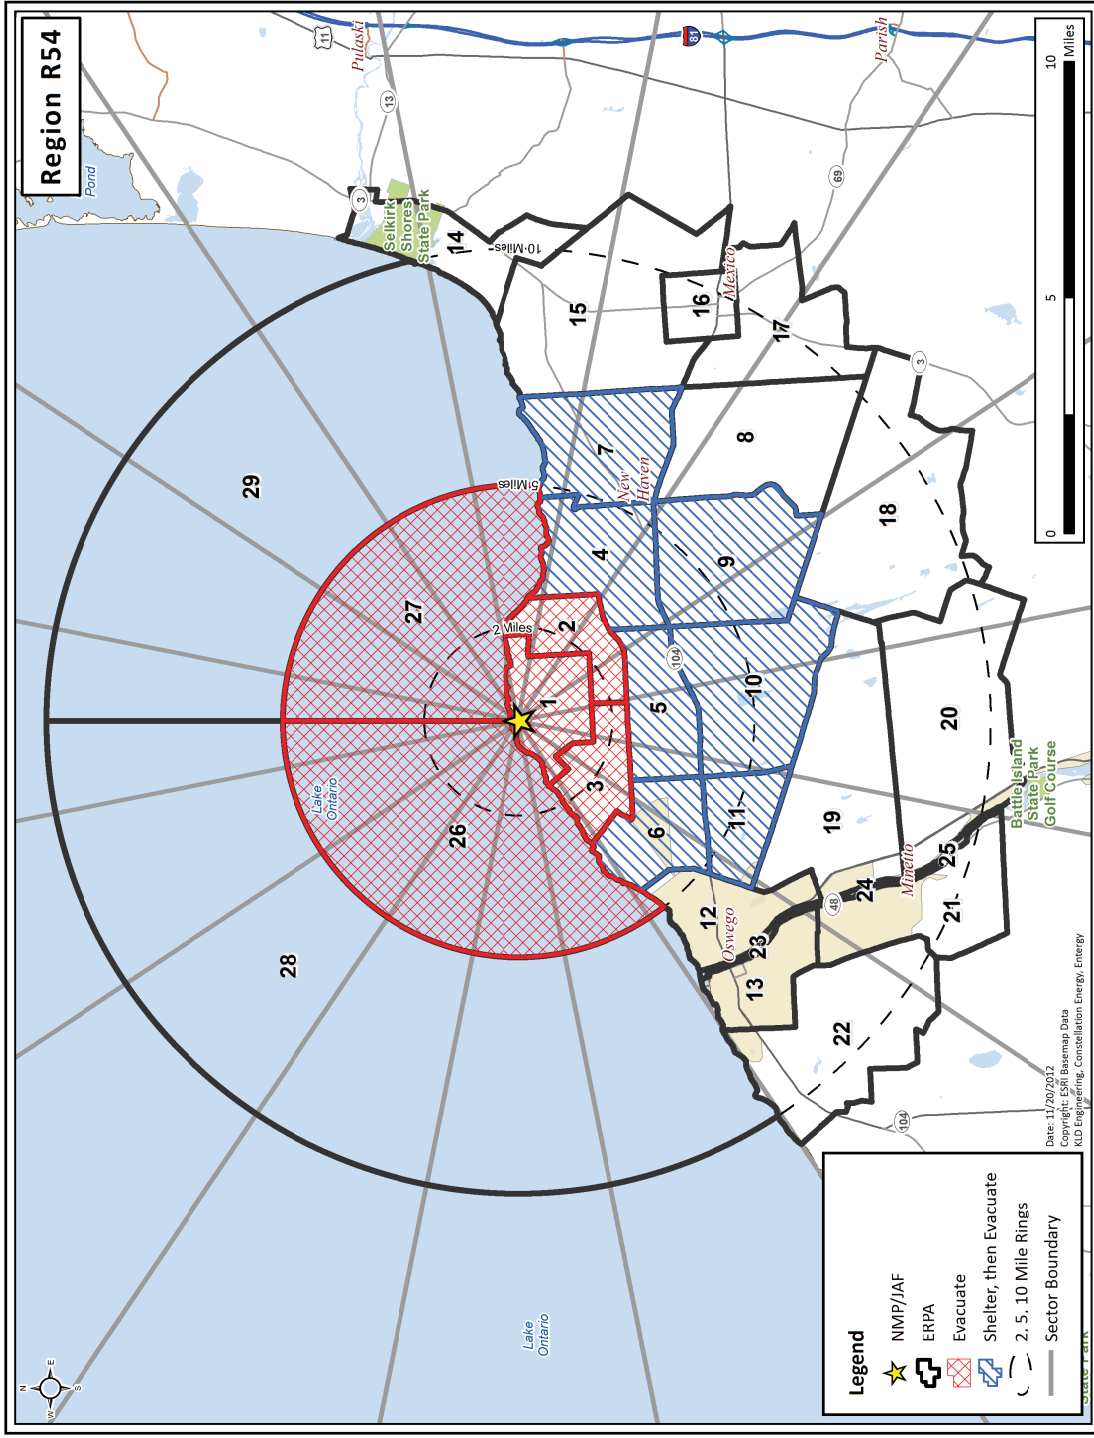 Region R54
N
W
E
S
Pond
11
Pulaski
13
3
Selkirk
Shores
State Park
81
Parish
69
14
10 Miles
15
16
Mexico
17
3
29
28
27
26
Lake
Ontario
Lake
Ontario
5 Miles
2 Miles
1
2
3
4
5
6
7
New
Haven
8
9
10
11
104
12
Oswego
23
13
22
104
18
19
20
48
24
Minetto
25
21
Battle Island
State Park
Golf Course
State Park
Legend
NMP/JAF
ERPA
Evacuate
Shelter, then Evacuate
2, 5, 10 Mile Rings
Sector Boundary
Date: 11/20/2012
Copyright: ESRI Basemap Data
KLD Engineering, Constellation Energy, Entergy
0
5
10
Miles